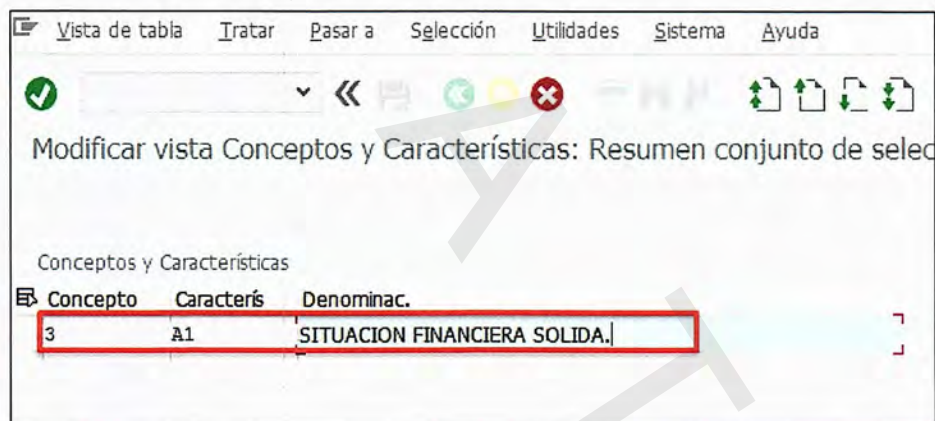 Vista de tabla Tratar Pasar a Selección Utilidades Sistema Ayuda
Modificar vista Conceptos y Características: Resumen conjunto de selec
Conceptos y Características
Concepto Caracterís Denominac.
3 A1 SITUACION FINANCIERA SOLIDA.